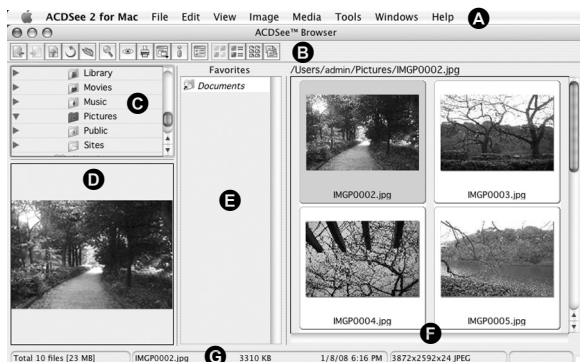 ACDSee 2 for Mac File Edit View Image Media Tools Windows Help A
ACDSee™ Browser
B
Library
Movies
Music
Pictures
Public
Sites
C
Favorites
Documents
/Users/admin/Pictures/IMGP0002.jpg
IMGP0002.jpg
IMGP0003.jpg
D
E
IMGP0004.jpg
IMGP0005.jpg
F
Total 10 files [23 MB] IMGP0002.jpg G 3310 KB 1/8/08 6:16 PM 3872x2592x24 JPEG